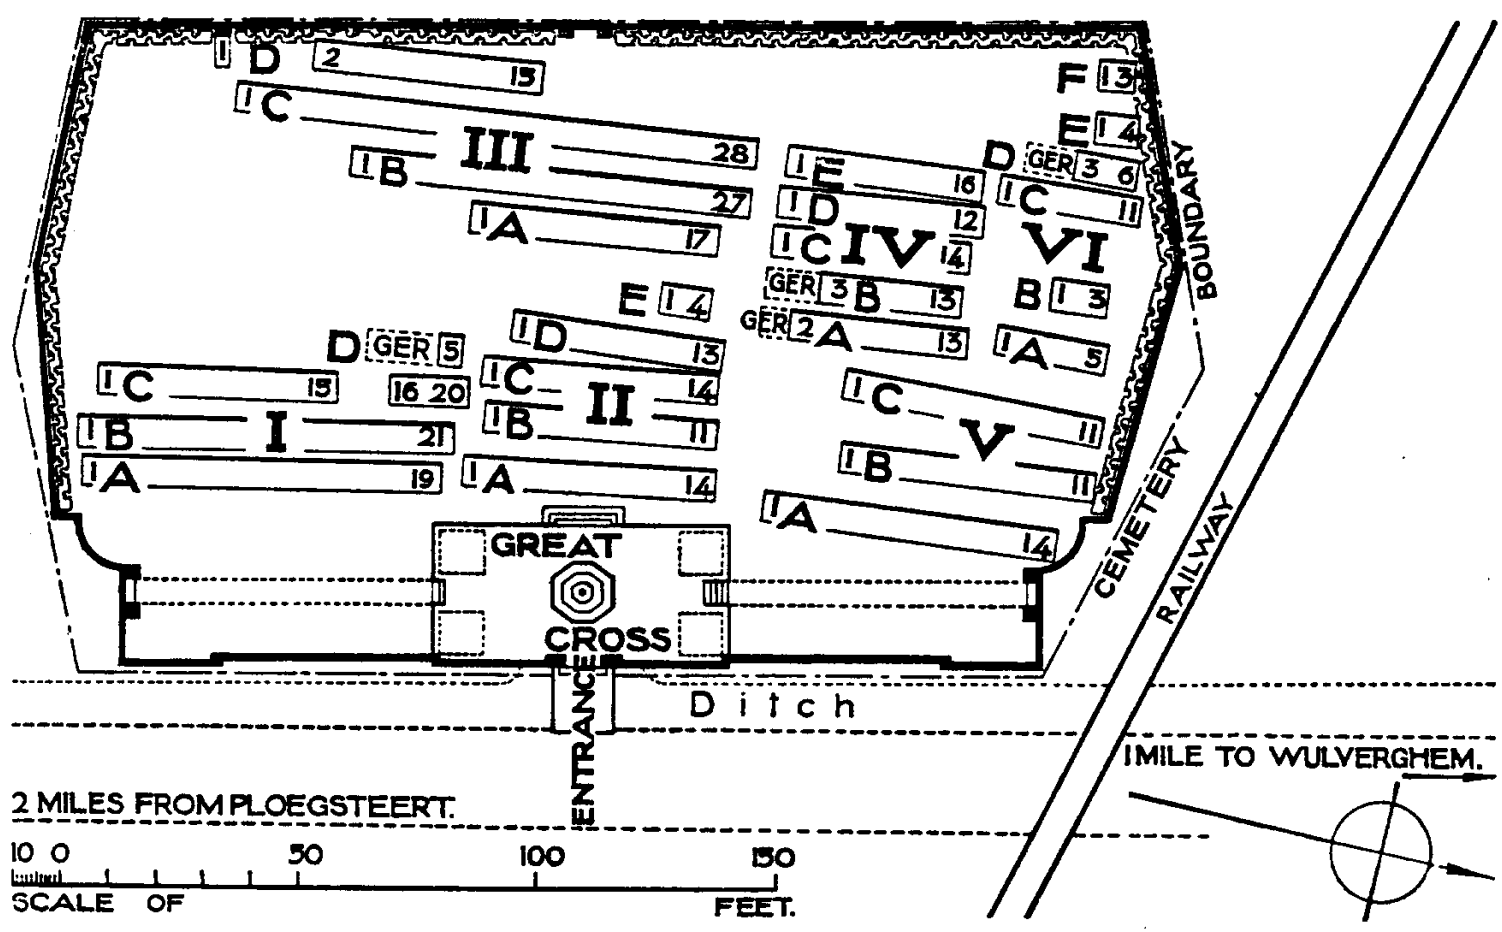 1 D 2 15
F 1 3
1 C 28
E 1 4
III
D GER 3 6
1 B 27
1 E 16
1 C 11
1 A 17
1 D 12
IV
VI
1 C 14
BOUNDARY
GER 3 B 13
B 1 3
E 1 4
GER 2 A 13
1 D 13
1 A 5
D GER 5
1 C 15
16 20
1 C 14
II
1 C 11
1 B 21
I
1 B 11
V
1 A 19
1 A 14
1 B 11
1 A 14
CEMETERY
RAILWAY
GREAT
CROSS
ENTRANCE
Ditch
1 MILE TO WULVERGHEM.
2 MILES FROM PLOEGSTEERT.
10 0 50 100 150
SCALE OF FEET.